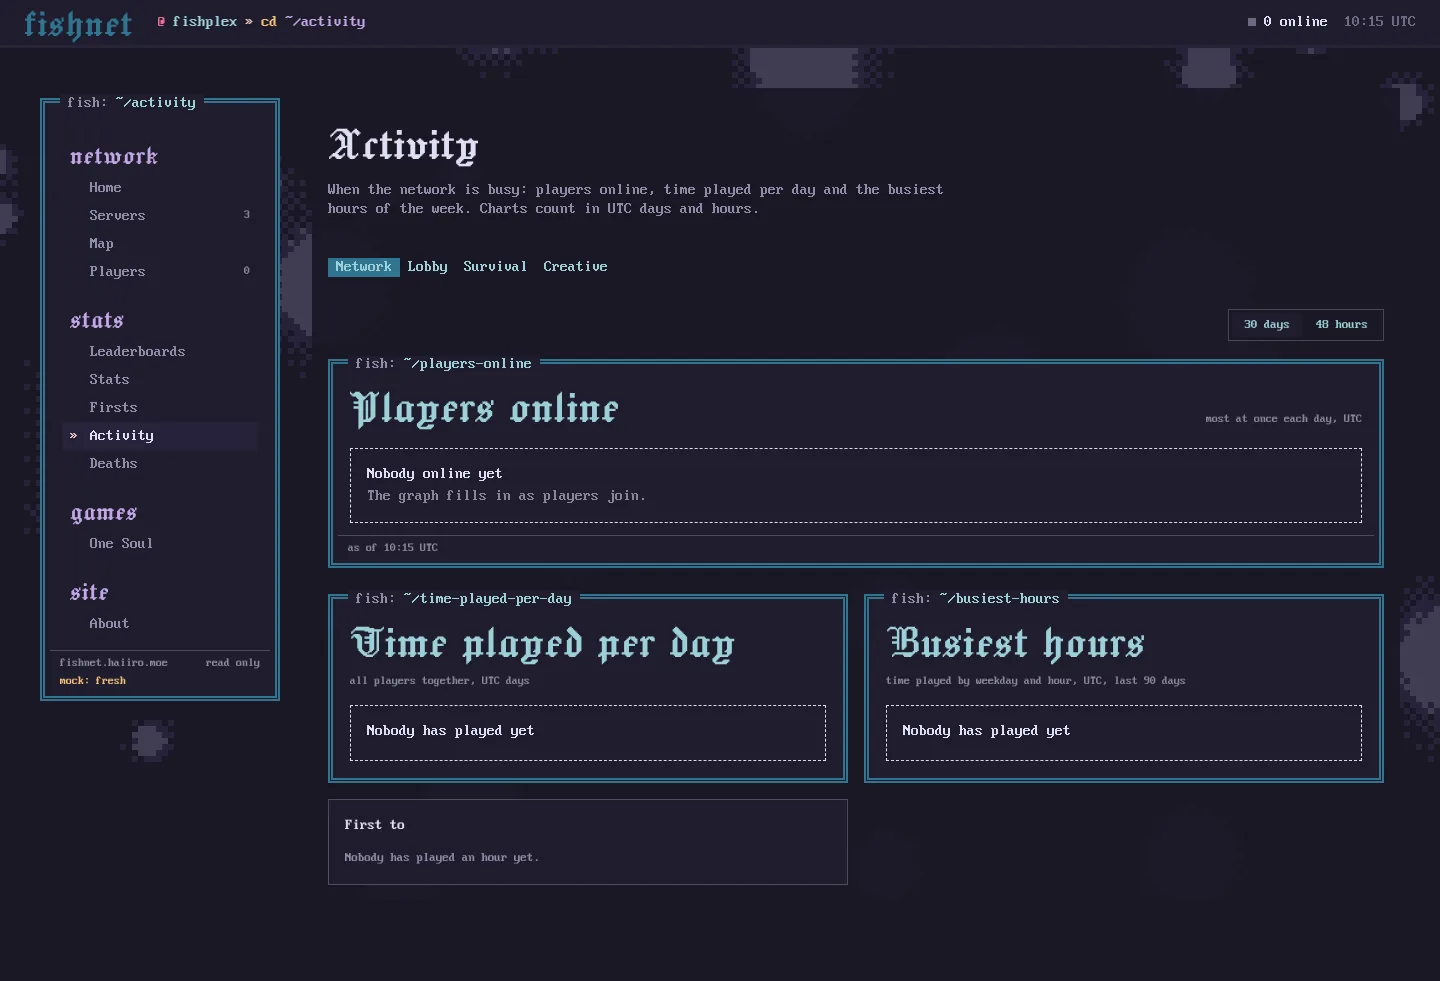 fishnet
@ fishplex » cd ~/activity
0 online 10:15 UTC
fish: ~/activity
network
Home
Servers 3
Map
Players 0
stats
Leaderboards
Stats
Firsts
» Activity
Deaths
games
One Soul
site
About
fishnet.haiiro.moe read only
mock: fresh
Activity
When the network is busy: players online, time played per day and the busiest
hours of the week. Charts count in UTC days and hours.
Network Lobby Survival Creative
30 days 48 hours
fish: ~/players-online
Players online
most at once each day, UTC
Nobody online yet
The graph fills in as players join.
as of 10:15 UTC
fish: ~/time-played-per-day
Time played per day
all players together, UTC days
Nobody has played yet
fish: ~/busiest-hours
Busiest hours
time played by weekday and hour, UTC, last 90 days
Nobody has played yet
First to
Nobody has played an hour yet.